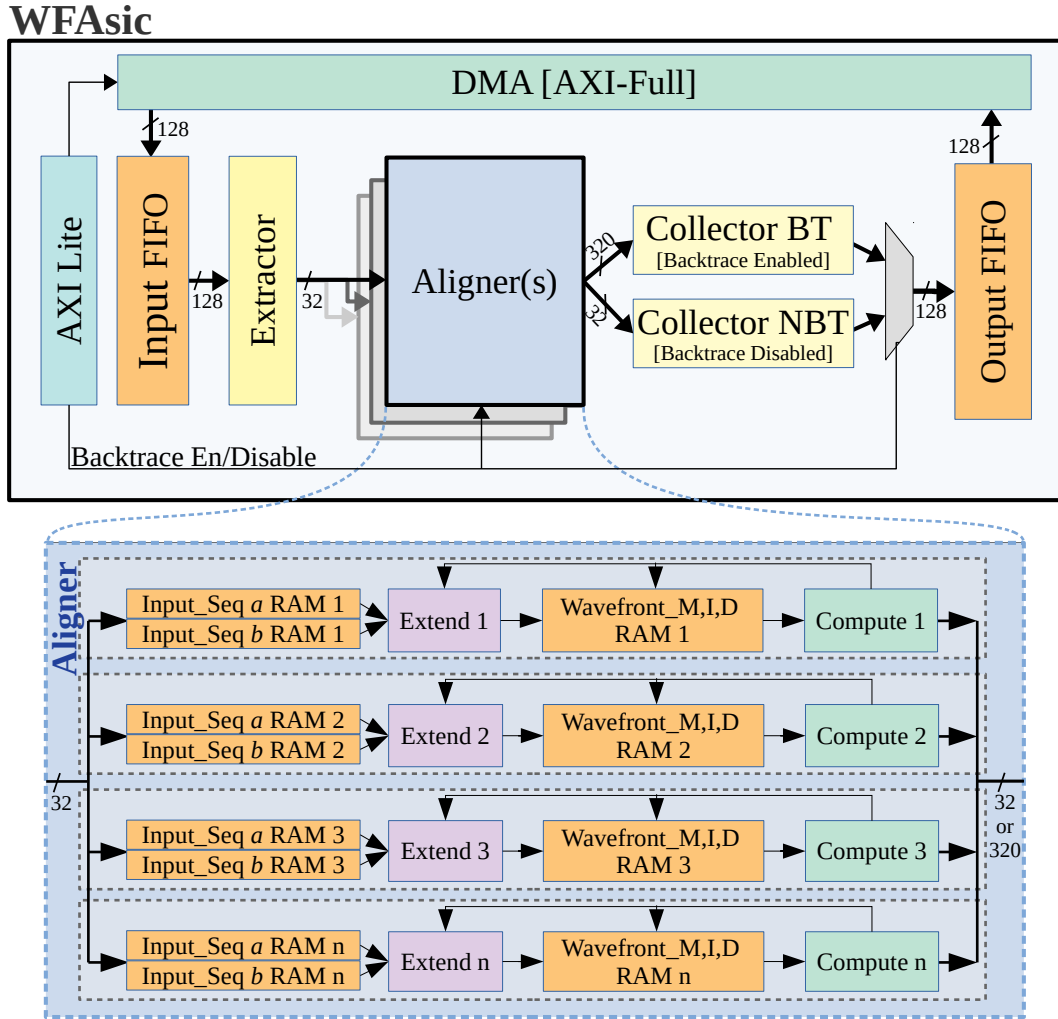 WFAsic
DMA [AXI-Full]
128
128
AXI Lite
Input FIFO
128
Extractor
32
Aligner(s)
320
32
Collector BT
[Backtrace Enabled]
Collector NBT
[Backtrace Disabled]
128
Output FIFO
Backtrace En/Disable
Aligner
Input_Seq a RAM 1
Input_Seq b RAM 1
Extend 1
Wavefront_M,I,D
RAM 1
Compute 1
Input_Seq a RAM 2
Input_Seq b RAM 2
Extend 2
Wavefront_M,I,D
RAM 2
Compute 2
32
32
or
320
Input_Seq a RAM 3
Input_Seq b RAM 3
Extend 3
Wavefront_M,I,D
RAM 3
Compute 3
Input_Seq a RAM n
Input_Seq b RAM n
Extend n
Wavefront_M,I,D
RAM n
Compute n